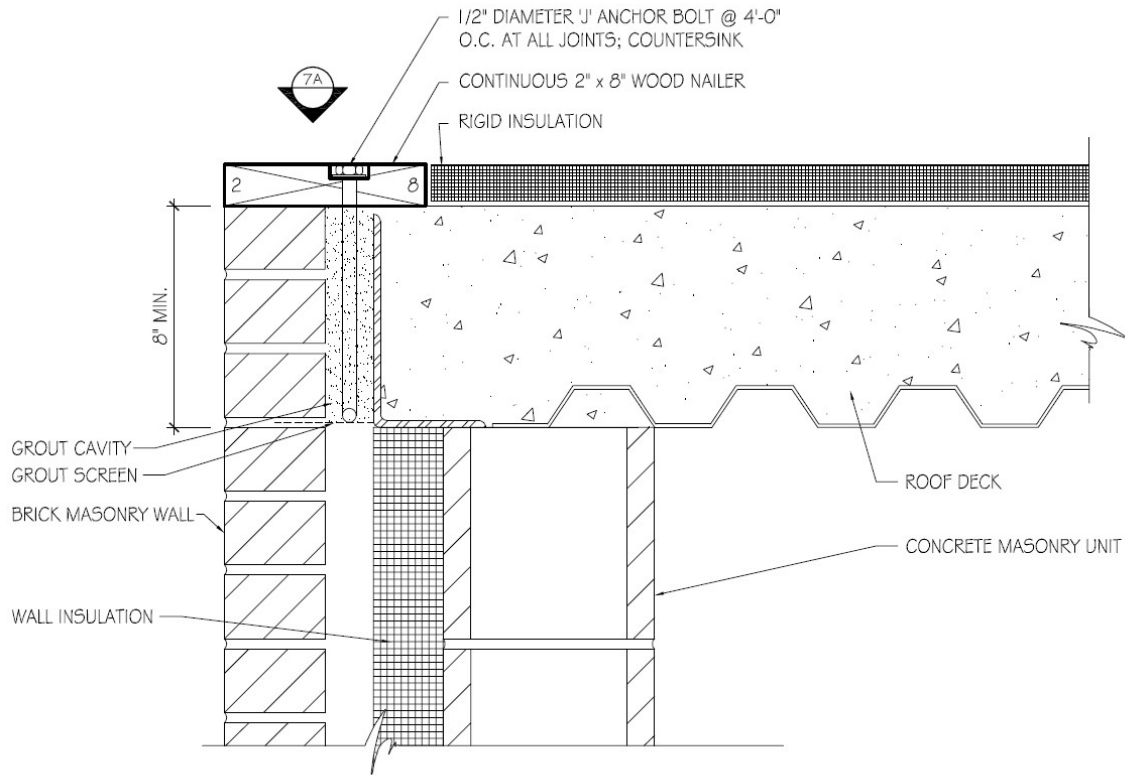 1/2" DIAMETER 'J' ANCHOR BOLT @ 4'-0"
O.C. AT ALL JOINTS; COUNTERSINK
7A
CONTINUOUS 2" x 8" WOOD NAILER
RIGID INSULATION
2
8
8" MIN.
GROUT CAVITY
GROUT SCREEN
ROOF DECK
BRICK MASONRY WALL
CONCRETE MASONRY UNIT
WALL INSULATION